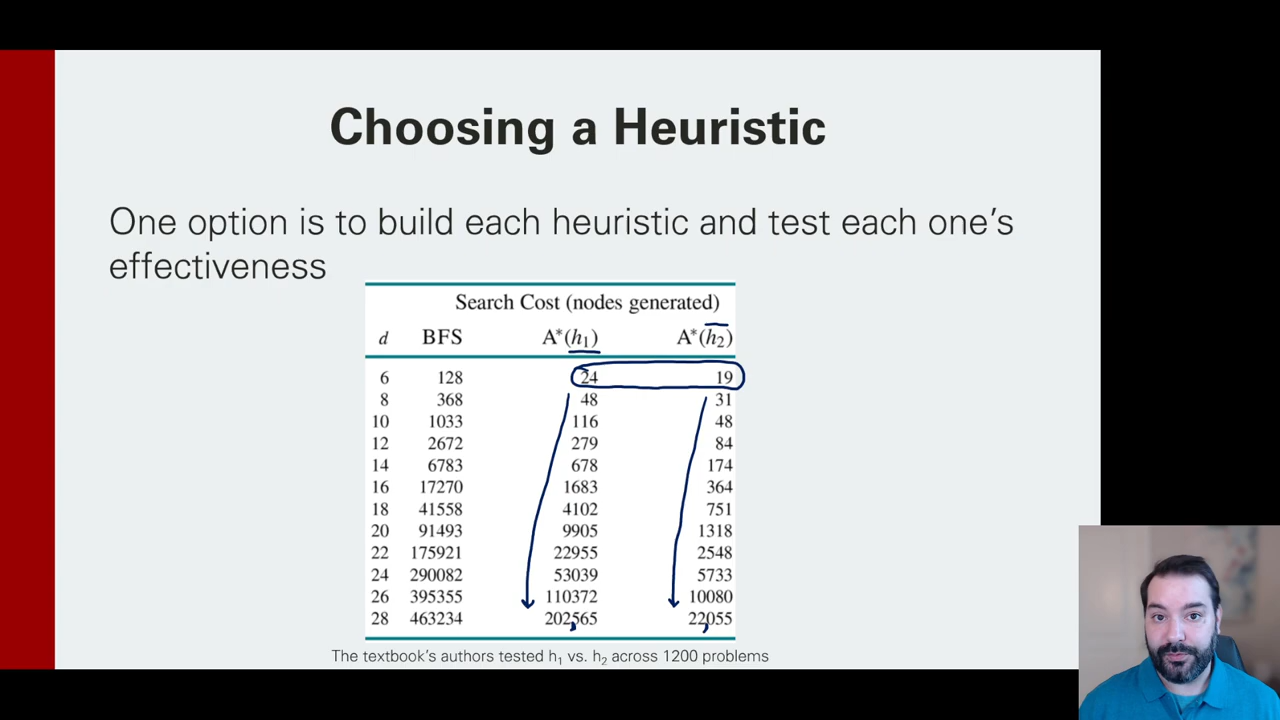 Choosing a Heuristic
One option is to build each heuristic and test each one's
effectiveness
Search Cost (nodes generated)
d BFS A*(h₁) A*(h₂)
6 128 24 19
8 368 48 31
10 1033 116 48
12 2672 279 84
14 6783 678 174
16 17270 1683 364
18 41558 4102 751
20 91493 9905 1318
22 175921 22955 2548
24 290082 53039 5733
26 395355 110372 10080
28 463234 202565 22055
The textbook's authors tested h₁ vs. h₂ across 1200 problems